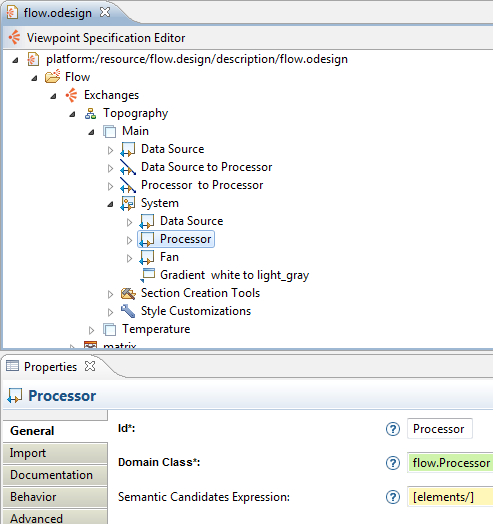 flow.odesign
Viewpoint Specification Editor
platform:/resource/flow.design/description/flow.odesign
Flow
Exchanges
Topography
Main
Data Source
Data Source to Processor
Processor to Processor
System
Data Source
Processor
Fan
Gradient white to light_gray
Section Creation Tools
Style Customizations
Temperature
matrix
Properties
Processor
General
Id*:
Processor
Import
Domain Class*:
flow.Processor
Documentation
Behavior
Semantic Candidates Expression:
[elements/]
Advanced